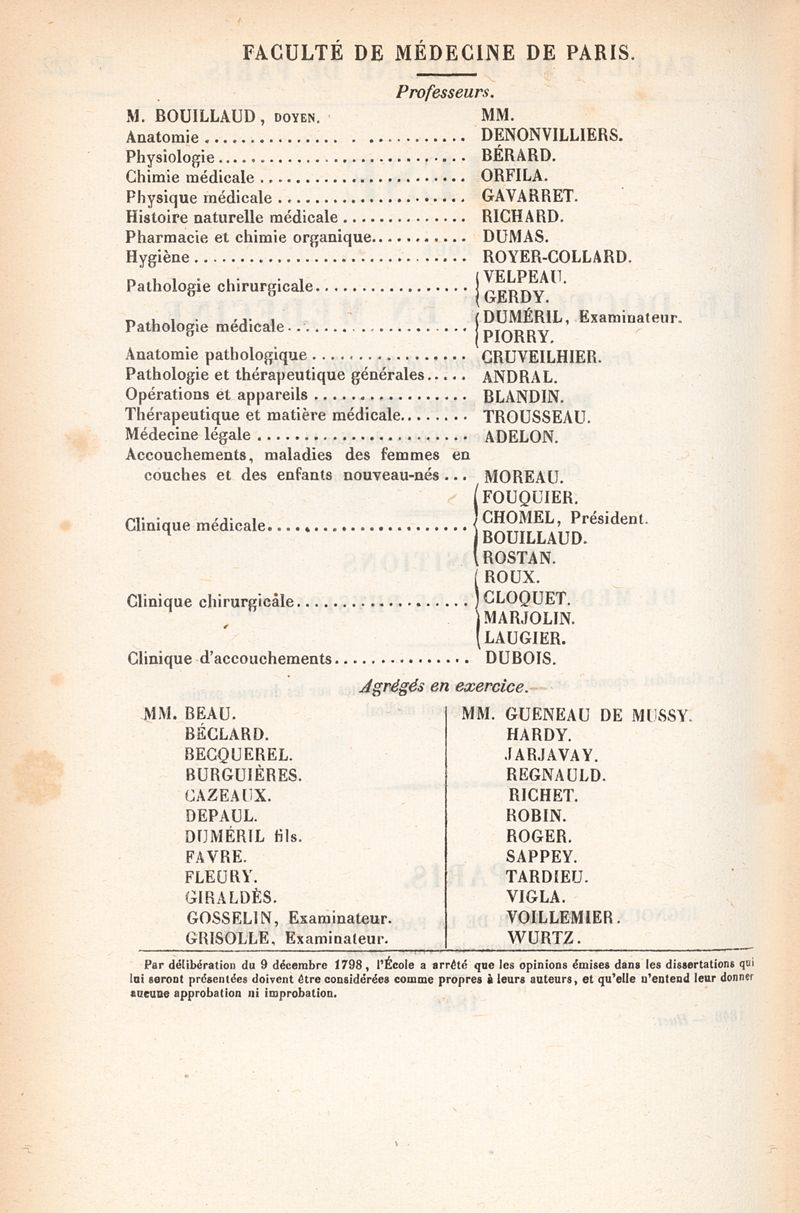 FACULTÉ DE MÉDECINE DE PARIS.
Professeurs.
M. BOUILLAUD, DOYEN. MM.
Anatomie .......................... DENONVILLIERS.
Physiologie .......................... BÉRARD.
Chimie médicale ...................... ORFILA.
Physique médicale .................... GAVARRET.
Histoire naturelle médicale .............. RICHARD.
Pharmacie et chimie organique........... DUMAS.
Hygiène ............................. ROYER-COLLARD.
Pathologie chirurgicale................. { VELPEAU.
GERDY.
Pathologie médicale.................... { DUMÉRIL, Examinateur.
PIORRY.
Anatomie pathologique ................. CRUVEILHIER.
Pathologie et thérapeutique générales..... ANDRAL.
Opérations et appareils ................. BLANDIN.
Thérapeutique et matière médicale........ TROUSSEAU.
Médecine légale ....................... ADELON.
Accouchements, maladies des femmes en
couches et des enfants nouveau-nés ... MOREAU.
Clinique médicale...................... { FOUQUIER.
CHOMEL, Président.
BOUILLAUD.
ROSTAN.
Clinique chirurgicale................... { ROUX.
CLOQUET.
MARJOLIN.
LAUGIER.
Clinique d'accouchements............... DUBOIS.
Agrégés en exercice.
MM. BEAU.
BÉCLARD.
BECQUEREL.
BURGUIÈRES.
CAZEAUX.
DEPAUL.
DUMÉRIL fils.
FAVRE.
FLEURY.
GIRALDÈS.
GOSSELIN, Examinateur.
GRISOLLE, Examinateur.
MM. GUENEAU DE MUSSY.
HARDY.
JARJAVAY.
REGNAULD.
RICHET.
ROBIN.
ROGER.
SAPPEY.
TARDIEU.
VIGLA.
VOILLEMIER.
WURTZ.
Par délibération du 9 décembre 1798, l'École a arrêté que les opinions émises dans les dissertations qui
lui seront présentées doivent être considérées comme propres à leurs auteurs, et qu'elle n'entend leur donner
aucune approbation ni improbation.